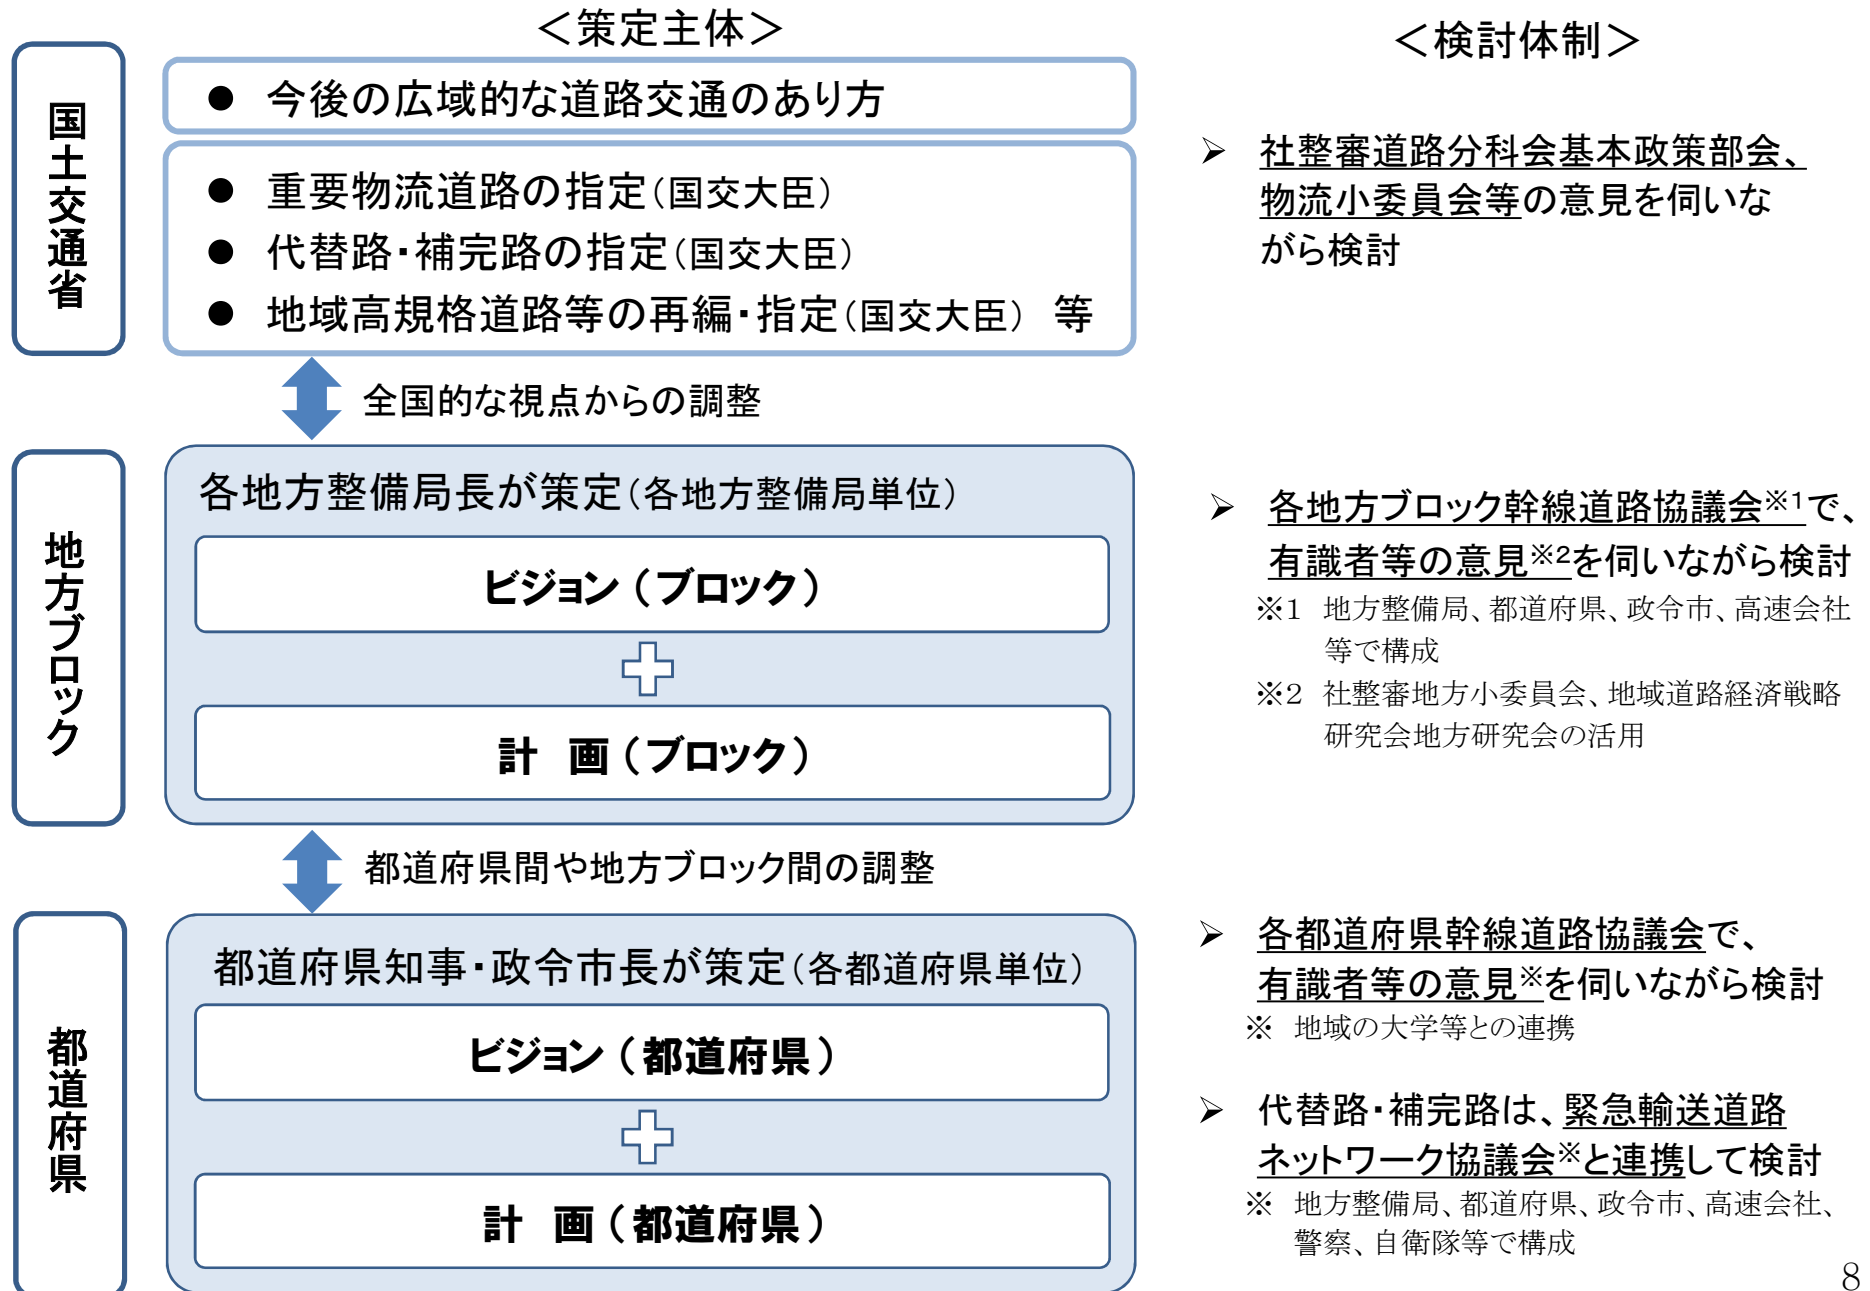 ＜策定主体＞
＜検討体制＞
国土交通省
● 今後の広域的な道路交通のあり方
● 重要物流道路の指定（国交大臣）
● 代替路・補完路の指定（国交大臣）
● 地域高規格道路等の再編・指定（国交大臣） 等
➢ 社整審道路分科会基本政策部会、
物流小委員会等の意見を伺いな
がら検討
全国的な視点からの調整
地方ブロック
各地方整備局長が策定（各地方整備局単位）
ビジョン（ブロック）
計　画（ブロック）
➢ 各地方ブロック幹線道路協議会※1で、
有識者等の意見※2を伺いながら検討
※1 地方整備局、都道府県、政令市、高速会社
等で構成
※2 社整審地方小委員会、地域道路経済戦略
研究会地方研究会の活用
都道府県間や地方ブロック間の調整
都道府県
都道府県知事・政令市長が策定（各都道府県単位）
ビジョン（都道府県）
計　画（都道府県）
➢ 各都道府県幹線道路協議会で、
有識者等の意見※を伺いながら検討
※ 地域の大学等との連携
➢ 代替路・補完路は、緊急輸送道路
ネットワーク協議会※と連携して検討
※ 地方整備局、都道府県、政令市、高速会社、
警察、自衛隊等で構成
8